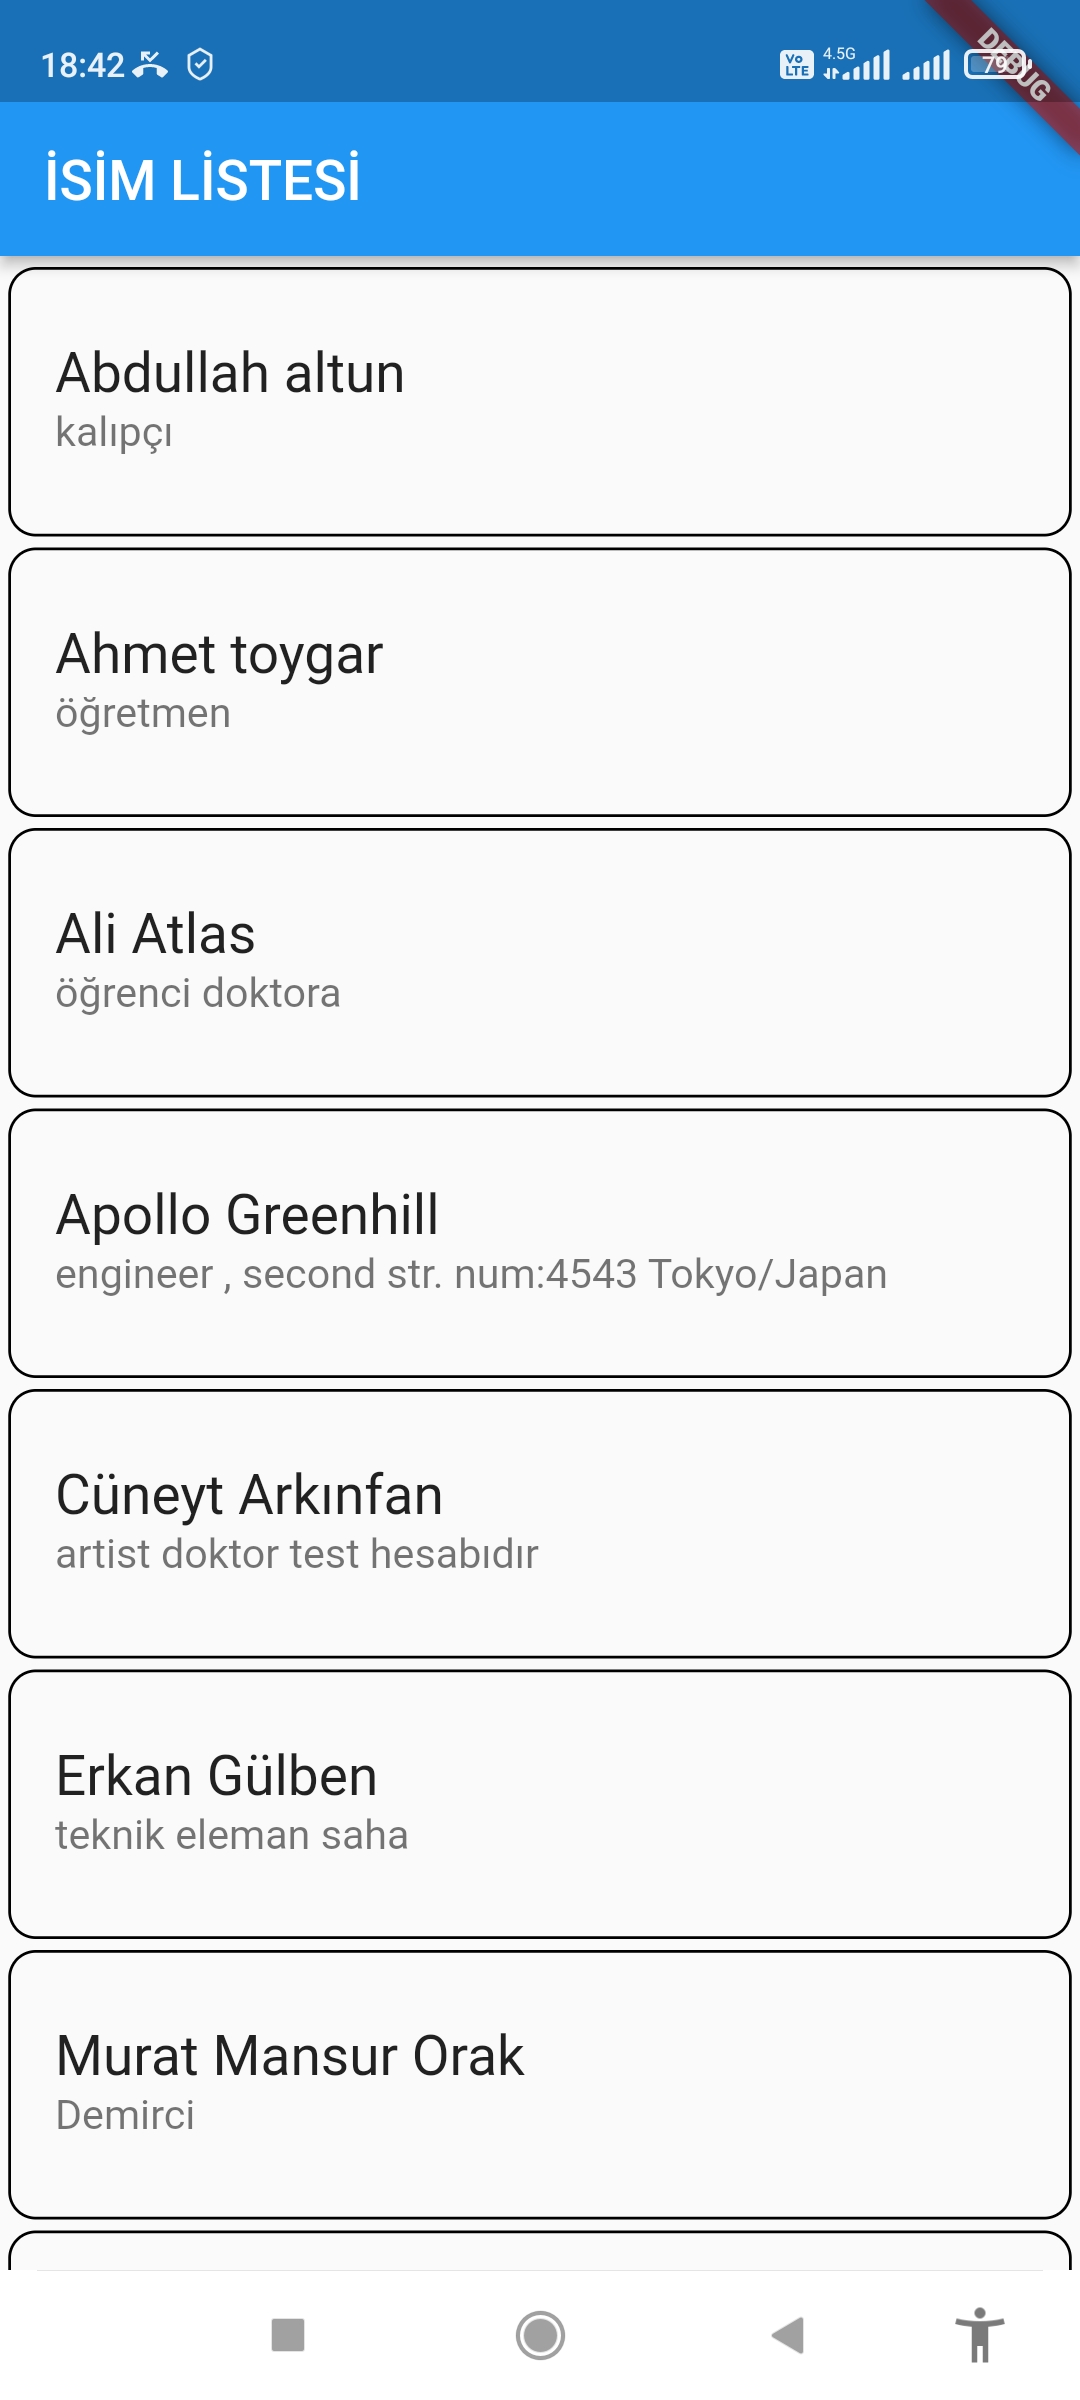 18:42
Vo LTE
4.5G
79
DEBUG
İSİM LİSTESİ
Abdullah altun
kalıpçı
Ahmet toygar
öğretmen
Ali Atlas
öğrenci doktora
Apollo Greenhill
engineer , second str. num:4543 Tokyo/Japan
Cüneyt Arkınfan
artist doktor test hesabıdır
Erkan Gülben
teknik eleman saha
Murat Mansur Orak
Demirci